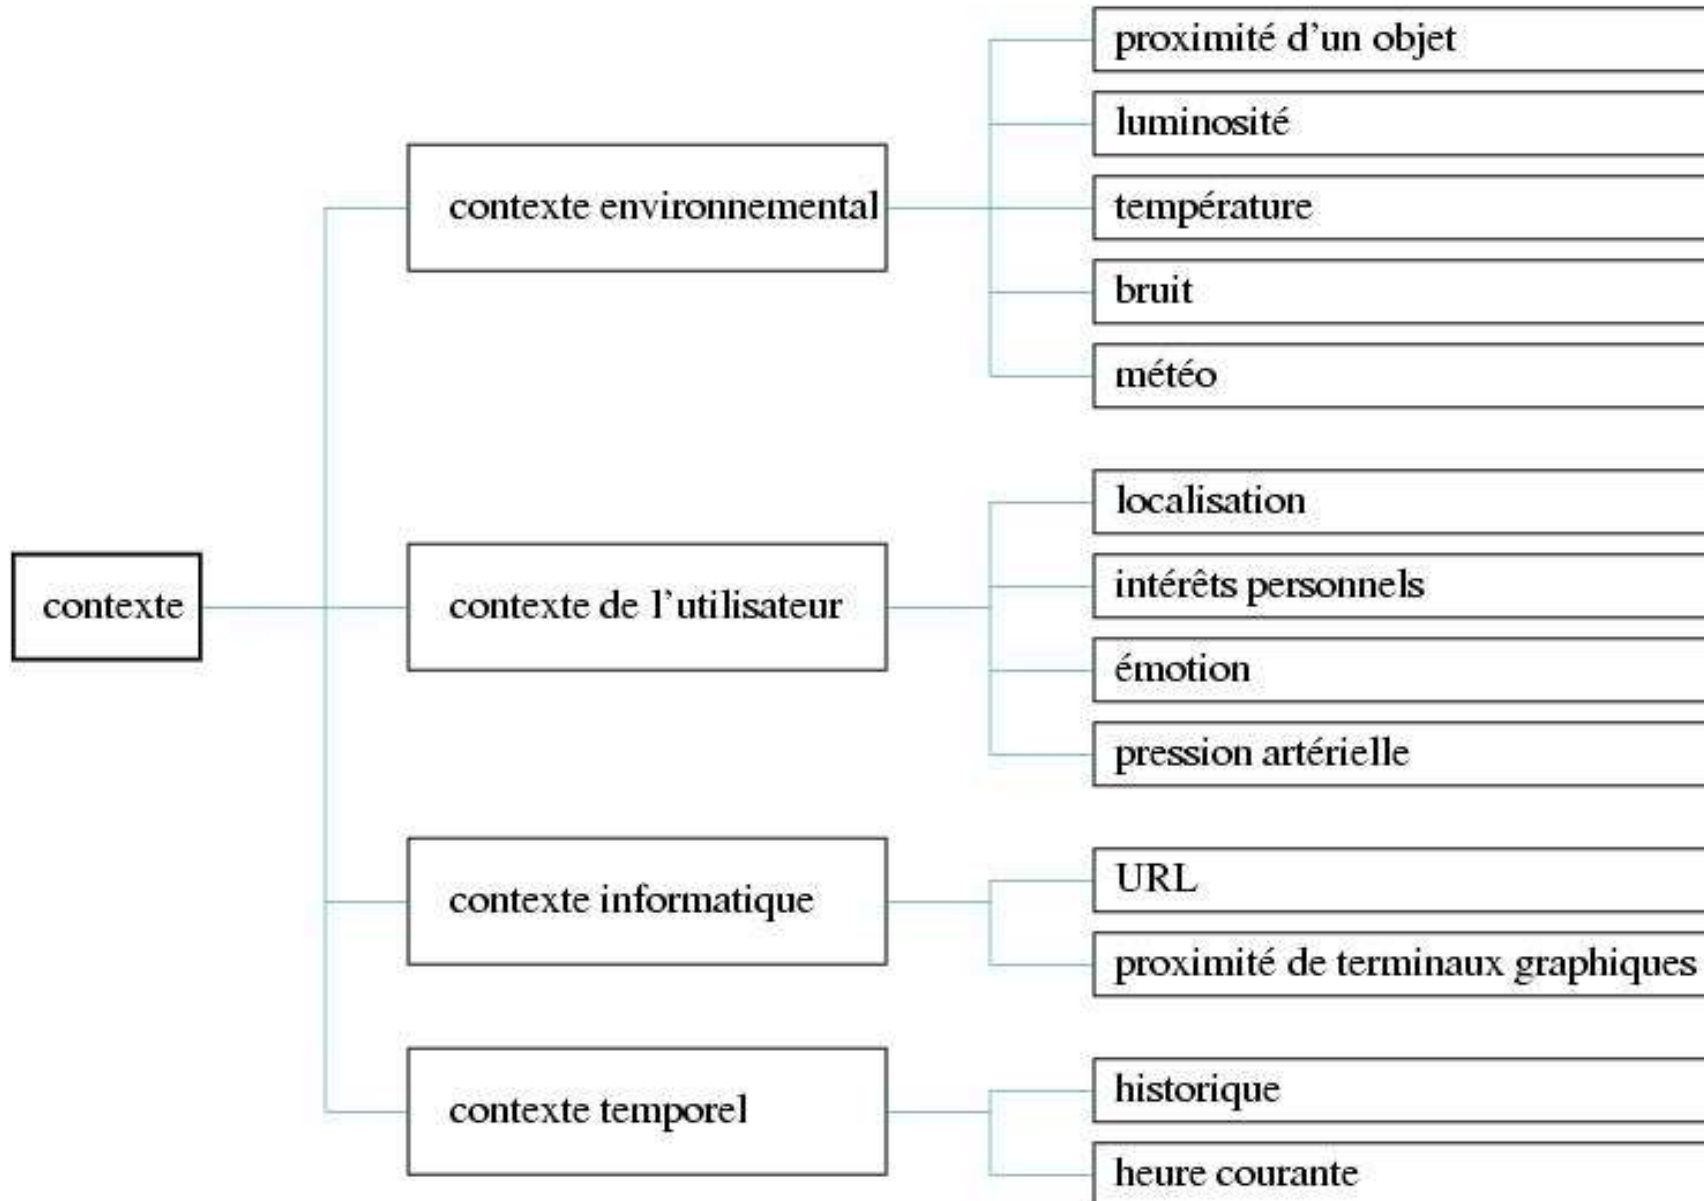 contexte
contexte environnemental
proximité d'un objet
luminosité
température
bruit
météo
contexte de l'utilisateur
localisation
intérêts personnels
émotion
pression artérielle
contexte informatique
URL
proximité de terminaux graphiques
contexte temporel
historique
heure courante